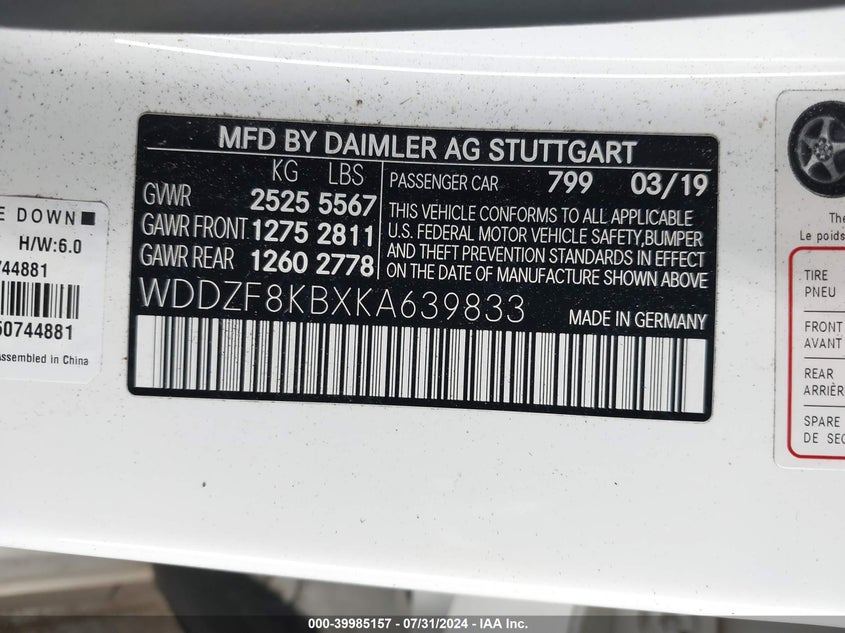 MFD BY DAIMLER AG STUTTGART
KG LBS
GVWR 2525 5567
GAWR FRONT 1275 2811
GAWR REAR 1260 2778
PASSENGER CAR 799 03/19
THIS VEHICLE CONFORMS TO ALL APPLICABLE
U.S. FEDERAL MOTOR VEHICLE SAFETY,BUMPER
AND THEFT PREVENTION STANDARDS IN EFFECT
ON THE DATE OF MANUFACTURE SHOWN ABOVE
WDDZF8KBXKA639833
MADE IN GERMANY
E DOWN
H/W:6.0
744881
50744881
Assembled in China
The
Le poids
TIRE
PNEU
FRONT
AVANT
REAR
ARRIÈR
SPARE
DE SEC
000-39985157 - 07/31/2024 - IAA Inc.